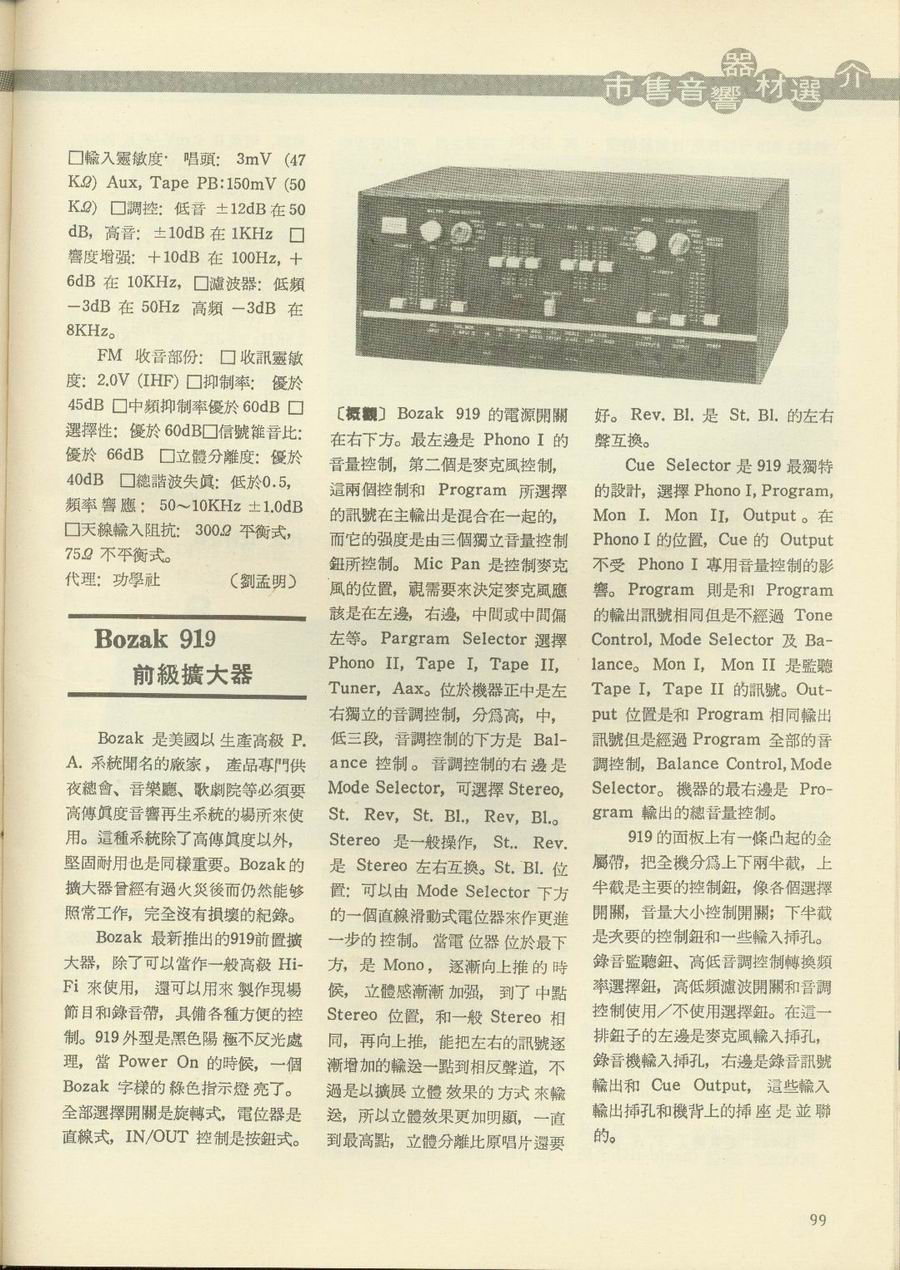 市售音響器材選介
□輸入靈敏度· 唱頭: 3mV (47
KΩ) Aux, Tape PB:150mV (50
KΩ) □調控: 低音 ±12dB 在 50
dB, 高音: ±10dB 在 1KHz □
響度增强: +10dB 在 100Hz, +
6dB 在 10KHz, □濾波器: 低頻
-3dB 在 50Hz 高頻 -3dB 在
8KHz。
FM 收音部份: □收訊靈敏
度: 2.0V (IHF) □抑制率: 優於
45dB □中頻抑制率優於 60dB □
選擇性: 優於 60dB□信號雜音比:
優於 66dB □立體分離度: 優於
40dB □總諧波失眞: 低於0.5,
頻率響應: 50~10KHz ±1.0dB
□天線輸入阻抗: 300Ω 平衡式,
75Ω 不平衡式。
代理: 功學社 (劉孟明)
Bozak 919
前級擴大器
Bozak 是美國以生產高級 P.
A. 系統聞名的廠家, 產品專門供
夜總會、音樂廳、歌劇院等必須要
高傳眞度音響再生系統的場所來使
用。這種系統除了高傳眞度以外,
堅固耐用也是同樣重要。Bozak的
擴大器曾經有過火災後而仍然能够
照常工作, 完全沒有損壞的紀錄。
Bozak 最新推出的919前置擴
大器, 除了可以當作一般高級 Hi-
Fi 來使用, 還可以用來製作現場
節目和錄音帶, 具備各種方便的控
制。919外型是黑色陽極不反光處
理, 當 Power On 的時候, 一個
Bozak 字樣的綠色指示燈亮了。
全部選擇開關是旋轉式, 電位器是
直線式, IN/OUT 控制是按鈕式。
〔概觀〕Bozak 919 的電源開關
在右下方。最左邊是 Phono I 的
音量控制, 第二個是麥克風控制,
這兩個控制和 Program 所選擇
的訊號在主輸出是混合在一起的,
而它的强度是由三個獨立音量控制
鈕所控制。Mic Pan 是控制麥克
風的位置, 視需要來決定麥克風應
該是在左邊, 右邊, 中間或中間偏
左等。Pargram Selector 選擇
Phono II, Tape I, Tape II,
Tuner, Aax。位於機器正中是左
右獨立的音調控制, 分爲高, 中,
低三段, 音調控制的下方是 Bal-
ance 控制。音調控制的右邊是
Mode Selector, 可選擇 Stereo,
St. Rev, St. Bl., Rev, Bl.。
Stereo 是一般操作, St.. Rev.
是 Stereo 左右互換。St. Bl. 位
置: 可以由 Mode Selector 下方
的一個直線滑動式電位器來作更進
一步的控制。當電位器位於最下
方, 是 Mono, 逐漸向上推的時
候, 立體感漸漸加强, 到了中點
Stereo 位置, 和一般 Stereo 相
同, 再向上推, 能把左右的訊號逐
漸增加的輸送一點到相反聲道, 不
過是以擴展立體效果的方式來輸
送, 所以立體效果更加明顯, 一直
到最高點, 立體分離比原唱片還要
好。Rev. Bl. 是 St. Bl. 的左右
聲互換。
Cue Selector 是 919 最獨特
的設計, 選擇 Phono I, Program,
Mon I. Mon II, Output。在
Phono I 的位置, Cue 的 Output
不受 Phono I 專用音量控制的影
響。Program 則是和 Program
的輸出訊號相同但是不經過 Tone
Control, Mode Selector 及 Ba-
lance。Mon I, Mon II 是監聽
Tape I, Tape II 的訊號。Out-
put 位置是和 Program 相同輸出
訊號但是經過 Program 全部的音
調控制, Balance Control, Mode
Selector。機器的最右邊是 Pro-
gram 輸出的總音量控制。
919 的面板上有一條凸起的金
屬帶, 把全機分爲上下兩半截, 上
半截是主要的控制鈕, 像各個選擇
開關, 音量大小控制開關; 下半截
是次要的控制鈕和一些輸入揷孔。
錄音監聽鈕、高低音調控制轉換頻
率選擇鈕, 高低頻濾波開關和音調
控制使用/不使用選擇鈕。在這一
排鈕子的左邊是麥克風輸入揷孔,
錄音機輸入揷孔, 右邊是錄音訊號
輸出和 Cue Output, 這些輸入
輸出揷孔和機背上的揷座是並聯
的。
99